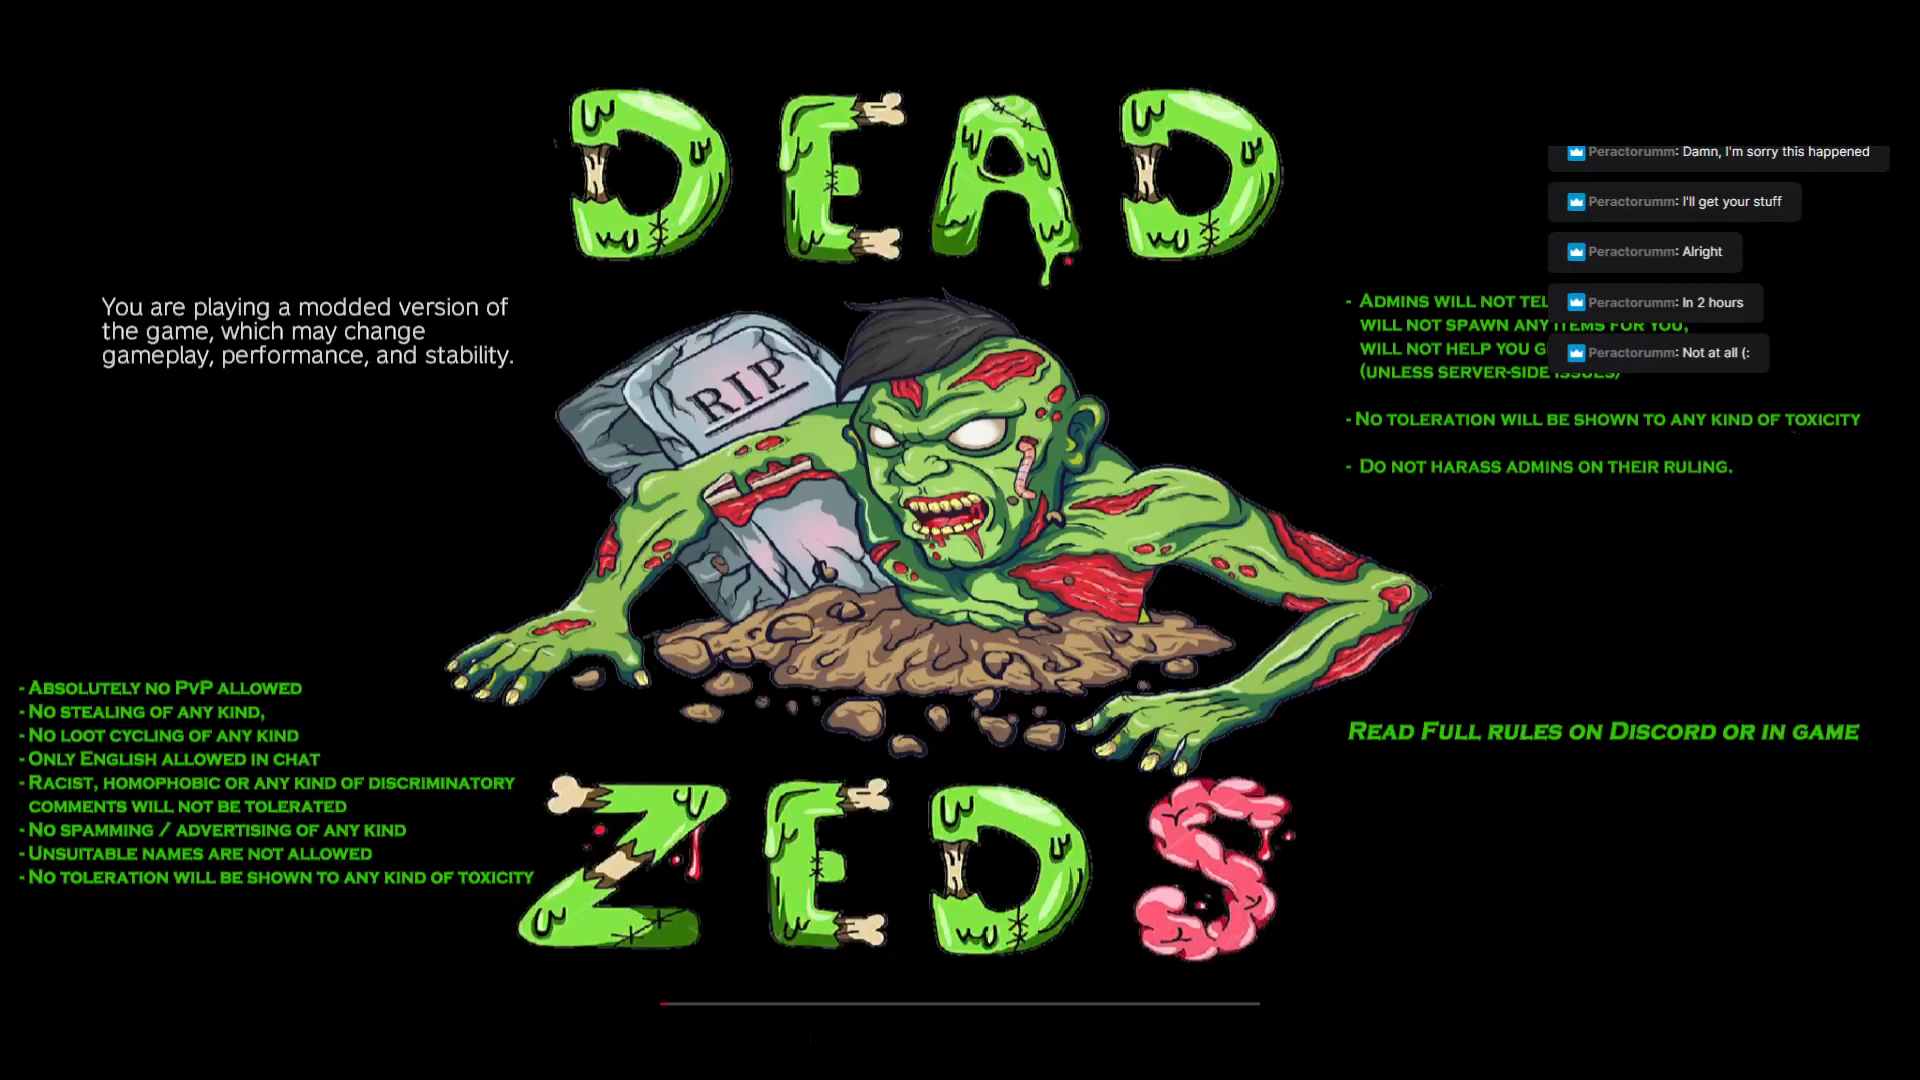 DEAD
Peractorumm: Damn, I'm sorry this happened
Peractorumm: I'll get your stuff
Peractorumm: Alright
Peractorumm: In 2 hours
Peractorumm: Not at all (:
You are playing a modded version of
the game, which may change
gameplay, performance, and stability.
RIP
- ADMINS WILL NOT
WILL NOT SPAWN ANY ITEMS FOR YOU,
WILL NOT HELP YOU
(UNLESS SERVER-SIDE ISSUES)
- NO TOLERATION WILL BE SHOWN TO ANY KIND OF TOXICITY
- DO NOT HARASS ADMINS ON THEIR RULING.
- ABSOLUTELY NO PVP ALLOWED
- NO STEALING OF ANY KIND,
- NO LOOT CYCLING OF ANY KIND
- ONLY ENGLISH ALLOWED IN CHAT
- RACIST, HOMOPHOBIC OR ANY KIND OF DISCRIMINATORY
COMMENTS WILL NOT BE TOLERATED
- NO SPAMMING / ADVERTISING OF ANY KIND
- UNSUITABLE NAMES ARE NOT ALLOWED
- NO TOLERATION WILL BE SHOWN TO ANY KIND OF TOXICITY
READ FULL RULES ON DISCORD OR IN GAME
ZEDS